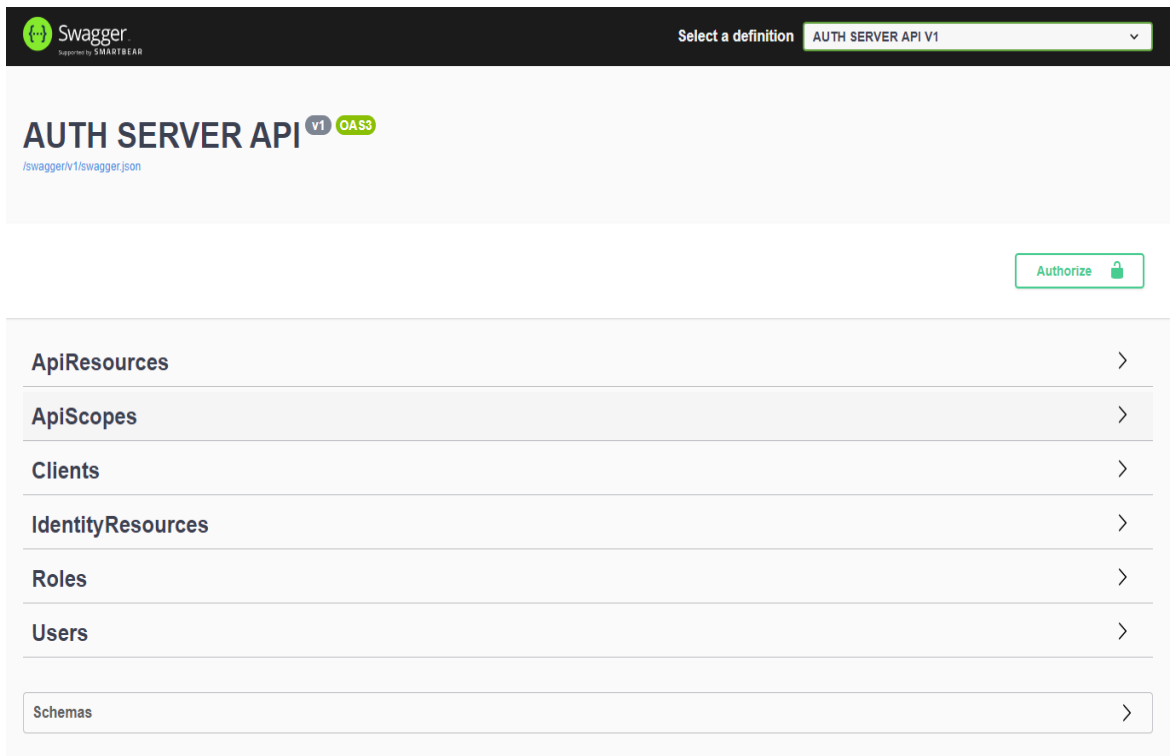 {··} Swagger
Supported by SMARTBEAR
Select a definition AUTH SERVER API V1
AUTH SERVER API v1 OAS3
/swagger/v1/swagger.json
Authorize
ApiResources
ApiScopes
Clients
IdentityResources
Roles
Users
Schemas